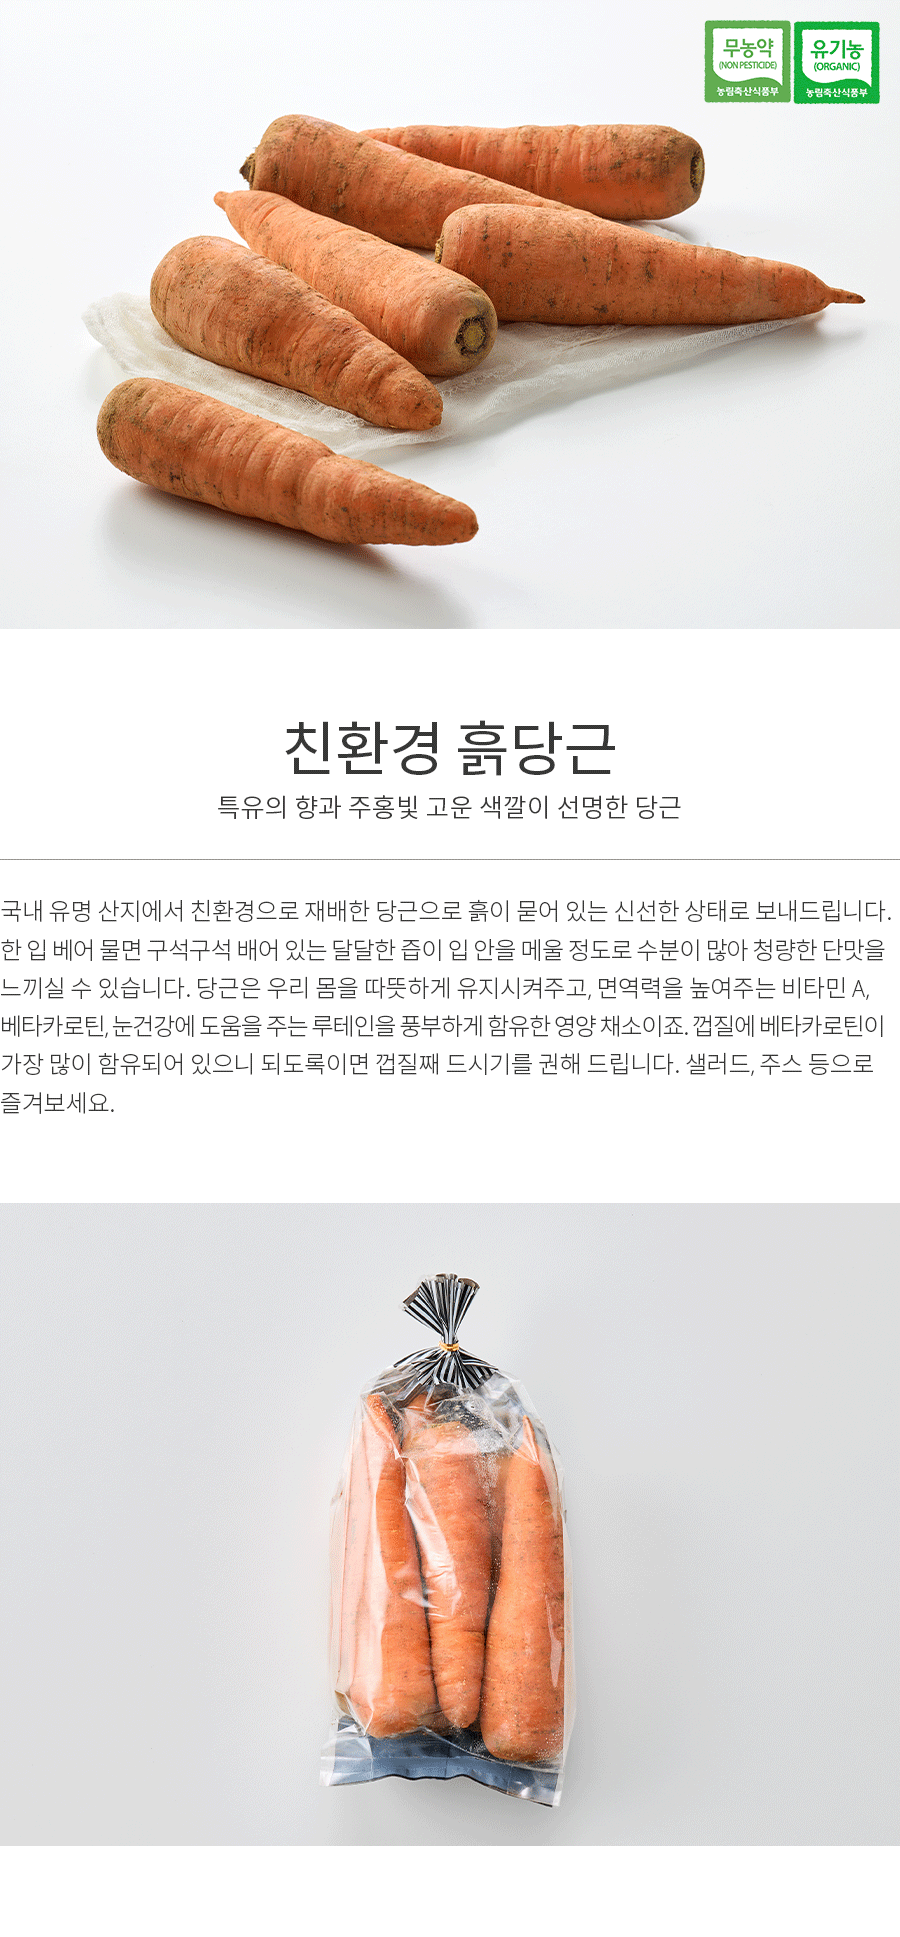 무농약
(NON PESTICIDE)
농림축산식품부
유기농
(ORGANIC)
농림축산식품부
친환경 흙당근
특유의 향과 주홍빛 고운 색깔이 선명한 당근
국내 유명 산지에서 친환경으로 재배한 당근으로 흙이 묻어 있는 신선한 상태로 보내드립니다.
한 입 베어 물면 구석구석 배어 있는 달달한 즙이 입 안을 메울 정도로 수분이 많아 청량한 단맛을
느끼실 수 있습니다. 당근은 우리 몸을 따뜻하게 유지시켜주고, 면역력을 높여주는 비타민 A,
베타카로틴, 눈건강에 도움을 주는 루테인을 풍부하게 함유한 영양 채소이죠. 껍질에 베타카로틴이
가장 많이 함유되어 있으니 되도록이면 껍질째 드시기를 권해 드립니다. 샐러드, 주스 등으로
즐겨보세요.